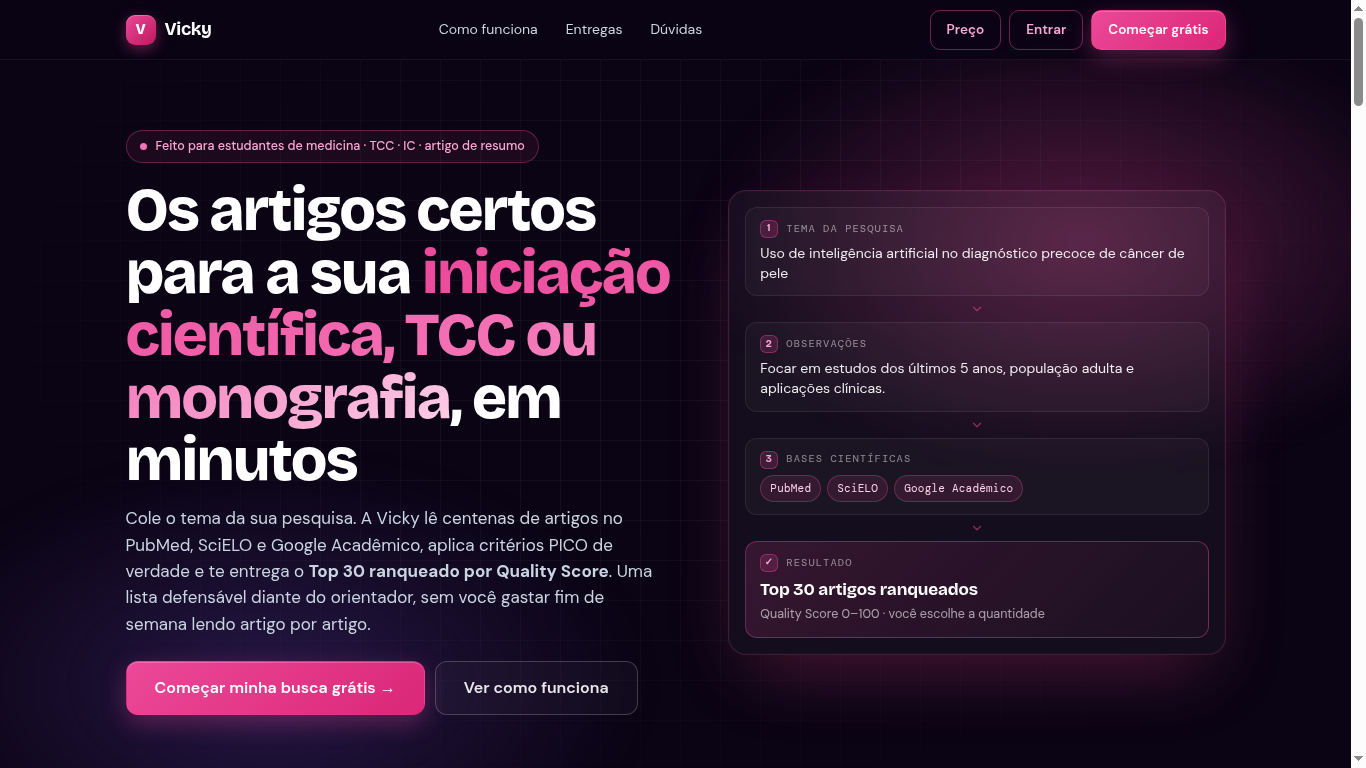 V Vicky
Como funciona
Entregas
Dúvidas
Preço
Entrar
Começar grátis
Feito para estudantes de medicina · TCC · IC · artigo de resumo
Os artigos certos
para a sua iniciação
científica, TCC ou
monografia, em
minutos
Cole o tema da sua pesquisa. A Vicky lê centenas de artigos no
PubMed, SciELO e Google Acadêmico, aplica critérios PICO de
verdade e te entrega o Top 30 ranqueado por Quality Score. Uma
lista defensável diante do orientador, sem você gastar fim de
semana lendo artigo por artigo.
Começar minha busca grátis →
Ver como funciona
1 TEMA DA PESQUISA
Uso de inteligência artificial no diagnóstico precoce de câncer de
pele
2 OBSERVAÇÕES
Focar em estudos dos últimos 5 anos, população adulta e
aplicações clínicas.
3 BASES CIENTÍFICAS
PubMed SciELO Google Acadêmico
✓ RESULTADO
Top 30 artigos ranqueados
Quality Score 0–100 · você escolhe a quantidade